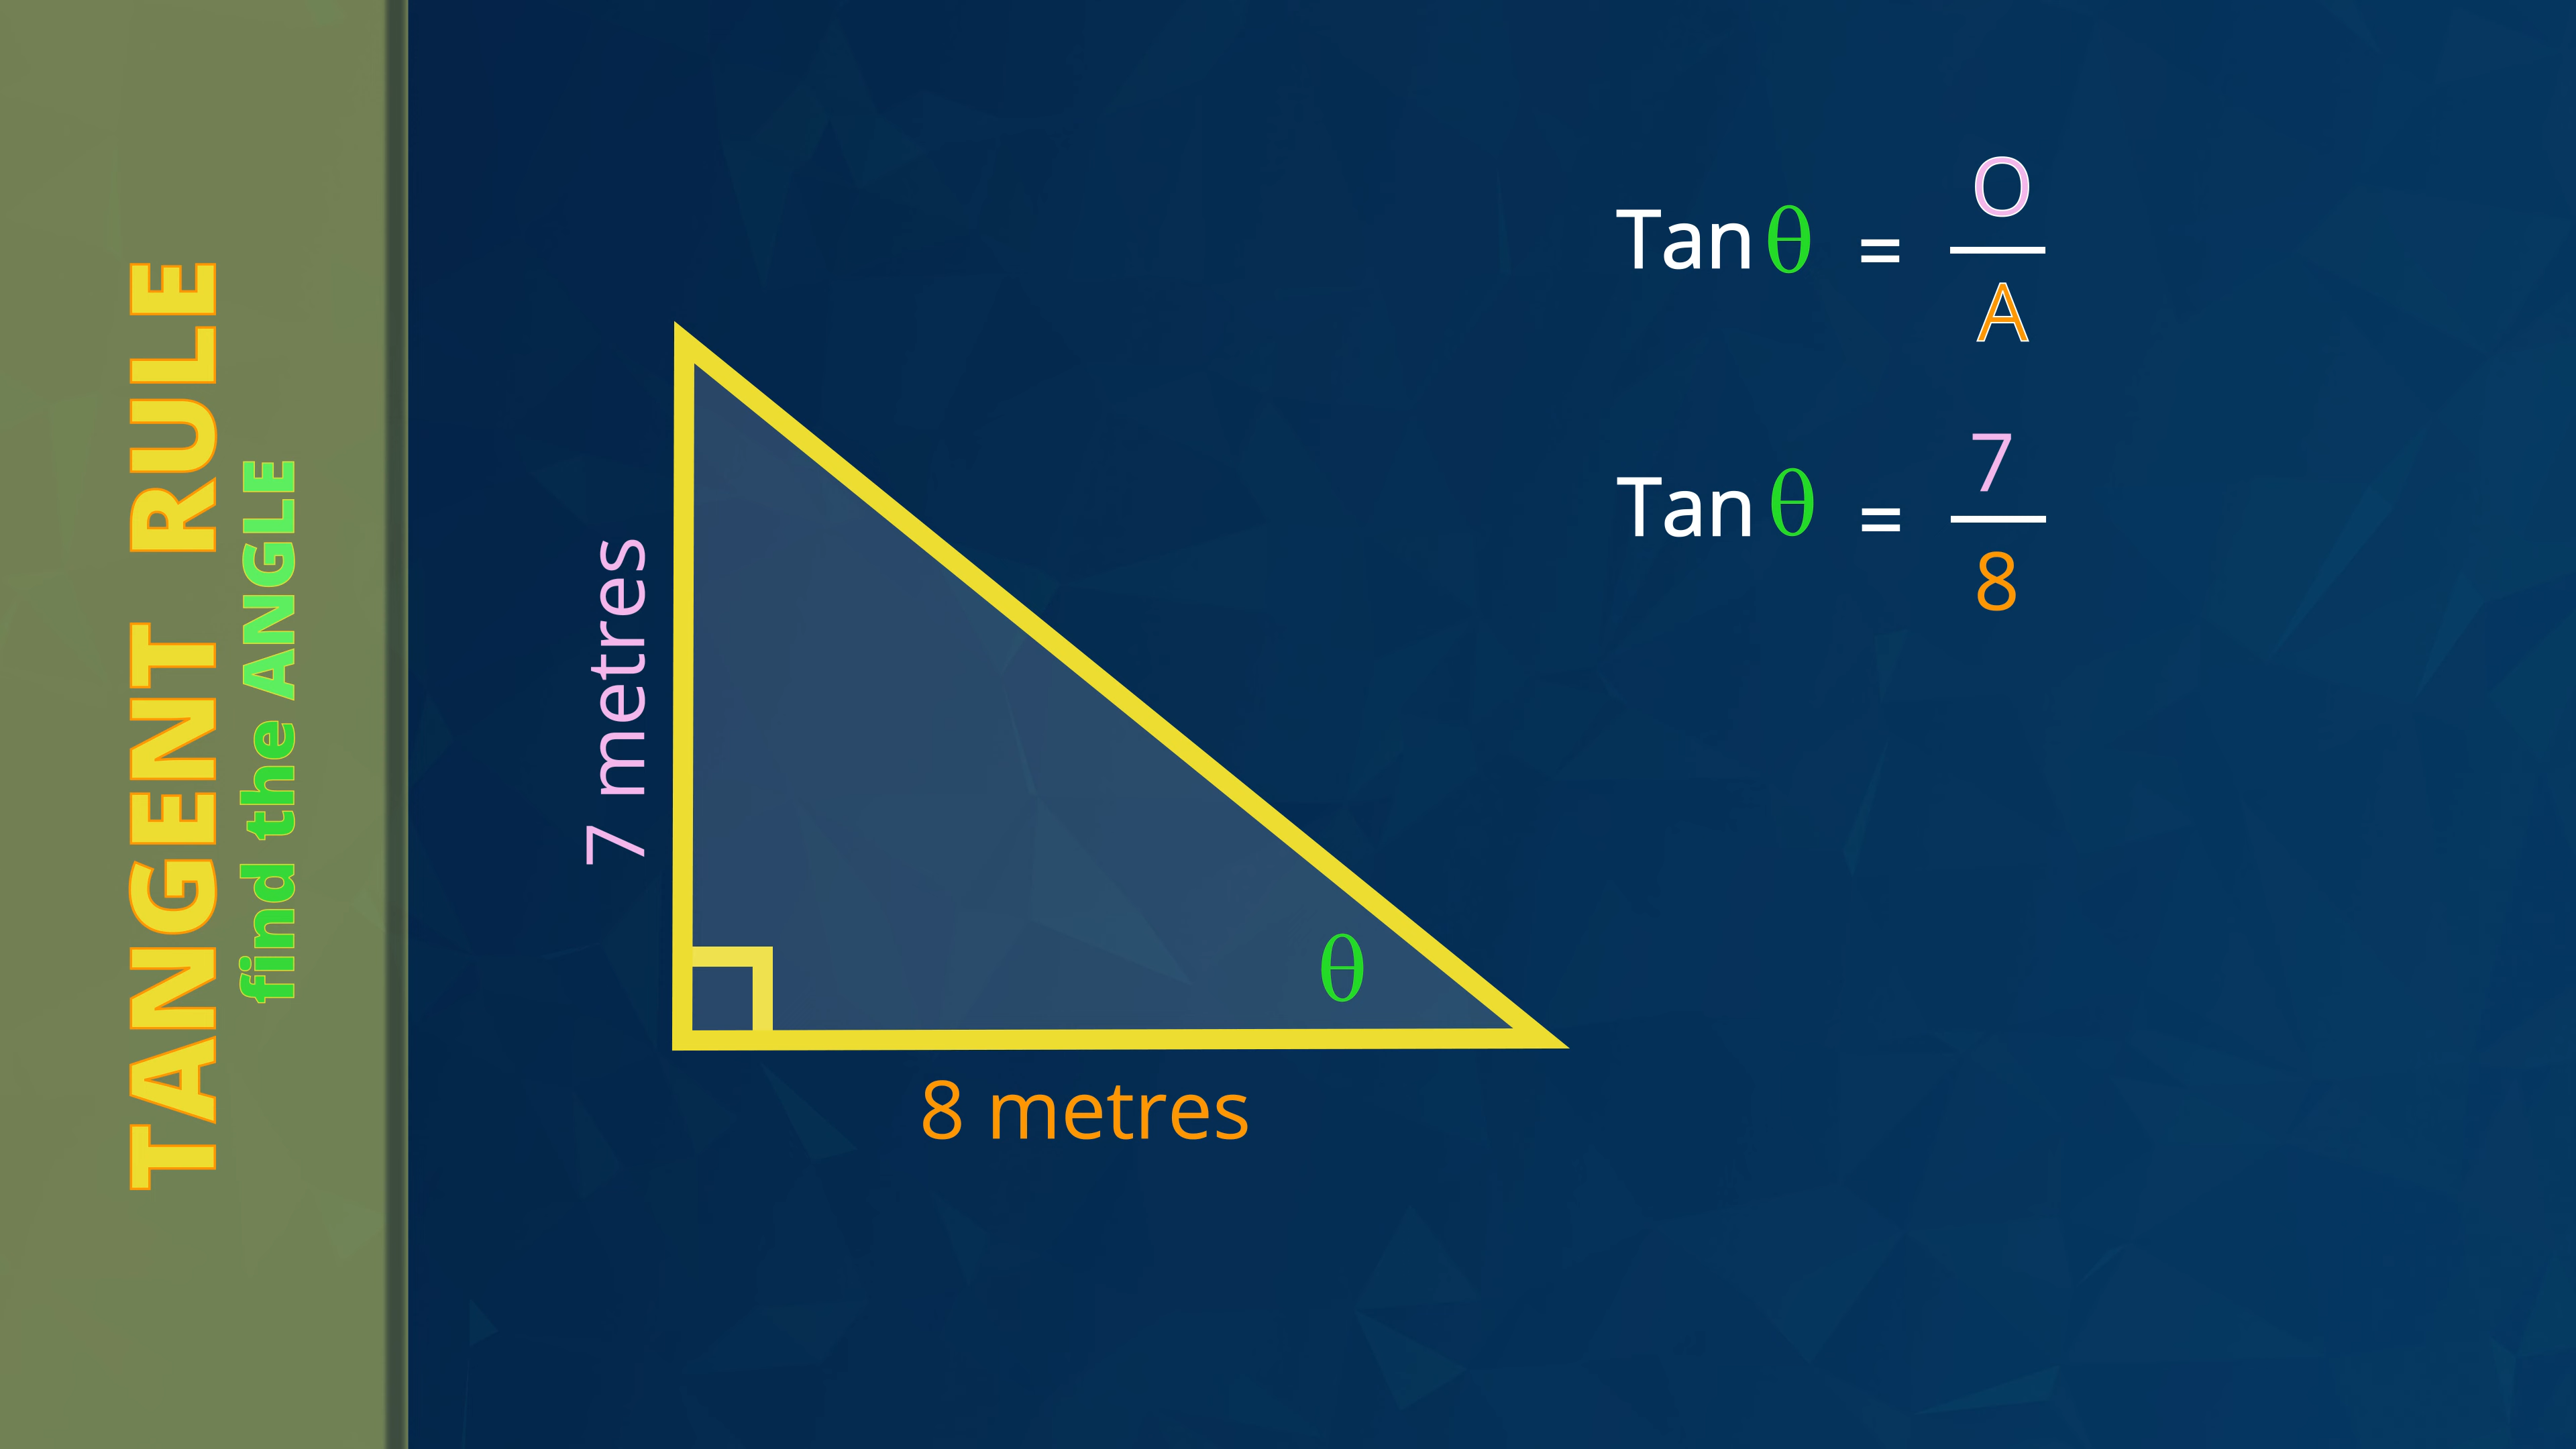 TANGENT RULE
find the ANGLE
7 metres
θ
8 metres
Tan θ = O
A
Tan θ = 7
8